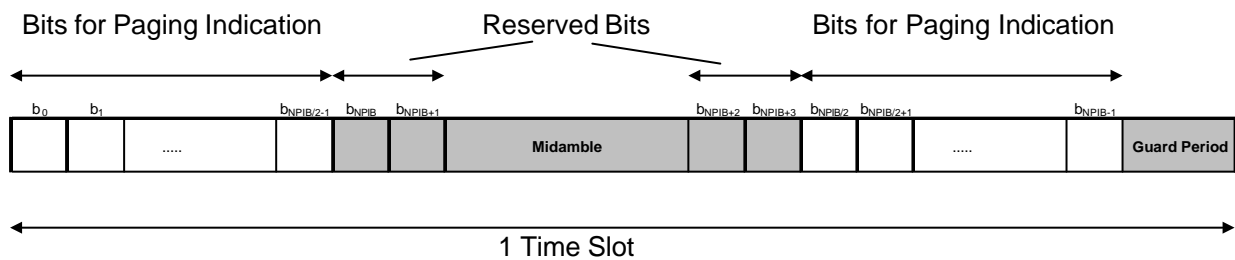 Bits for Paging Indication Reserved Bits Bits for Paging Indication
b0 b1 bNPIB/2-1 bNPIB bNPIB+1 bNPIB+2 bNPIB+3 bNPIB/2 bNPIB/2+1 bNPIB-1
..... Midamble ..... Guard Period
1 Time Slot